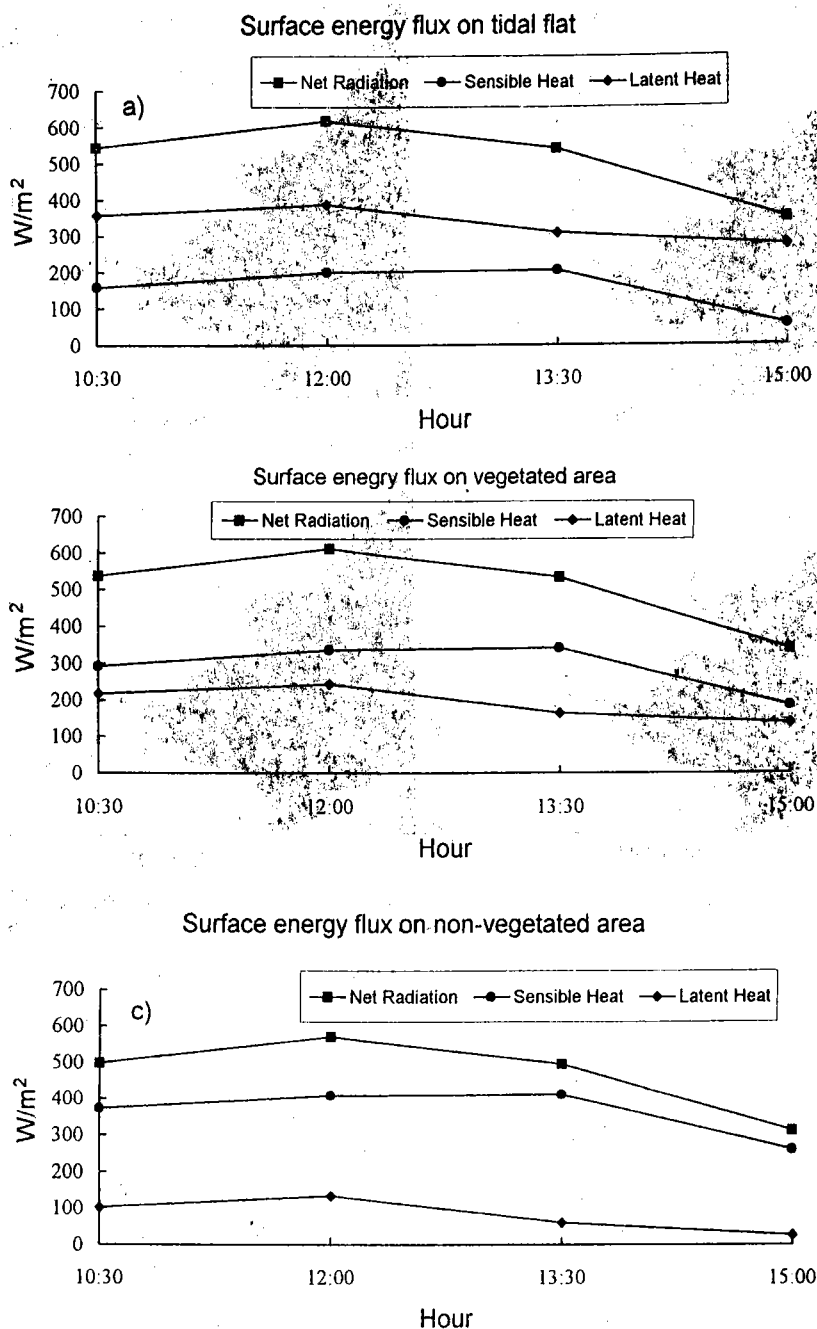 Surface energy flux on tidal flat
Net Radiation Sensible Heat Latent Heat
a)
700
600
500
400
300
200
100
0
W/m²
10:30 12:00 13:30 15:00
Hour
Surface enegry flux on vegetated area
Net Radiation Sensible Heat Latent Heat
700
600
500
400
300
200
100
0
W/m²
10:30 12:00 13:30 15:00
Hour
Surface energy flux on non-vegetated area
Net Radiation Sensible Heat Latent Heat
c)
700
600
500
400
300
200
100
0
W/m²
10:30 12:00 13:30 15:00
Hour